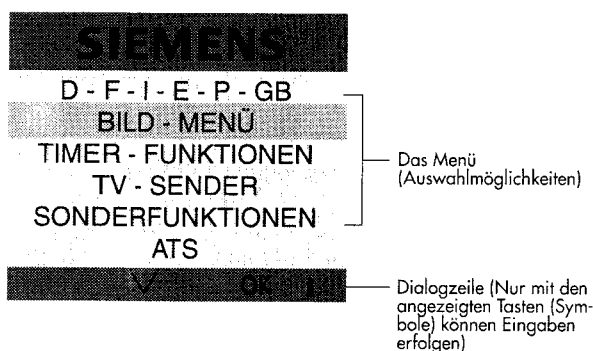 SIEMENS
D - F - I - E - P - GB
BILD - MENÜ
TIMER - FUNKTIONEN
TV - SENDER
SONDERFUNKTIONEN
ATS
OK
Das Menü
(Auswahlmöglichkeiten)
Dialogzeile (Nur mit den
angezeigten Tasten (Sym-
bole) können Eingaben
erfolgen)